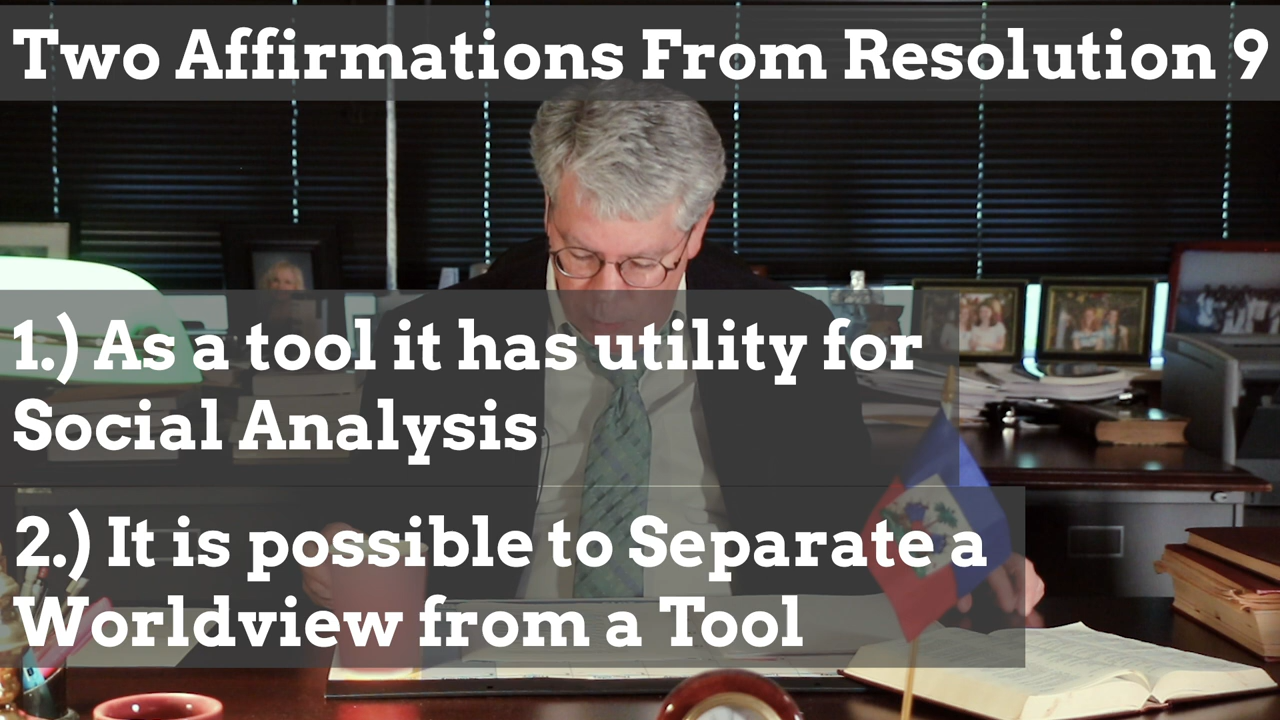 Two Affirmations From Resolution 9
1.) As a tool it has utility for
Social Analysis
2.) It is possible to Separate a
Worldview from a Tool